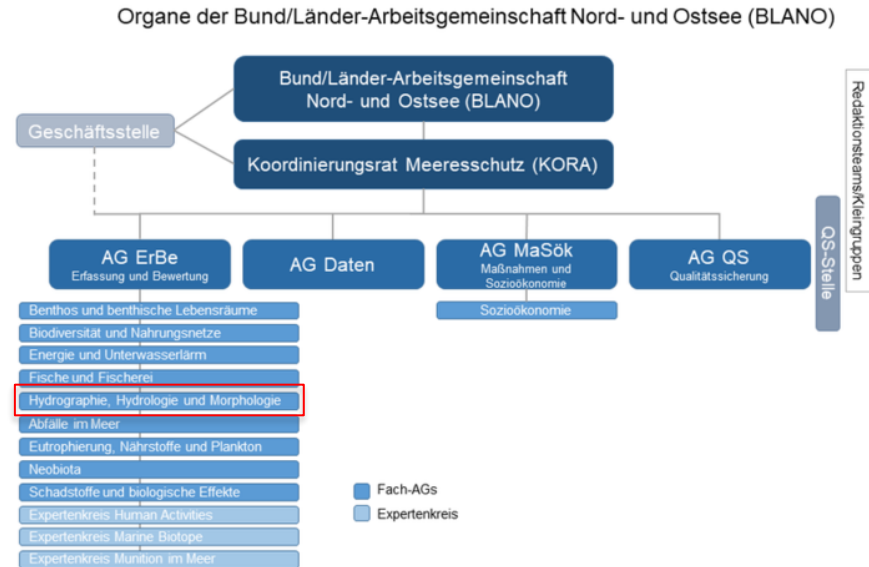 Organe der Bund/Länder-Arbeitsgemeinschaft Nord- und Ostsee (BLANO)
Bund/Länder-Arbeitsgemeinschaft
Nord- und Ostsee (BLANO)
Geschäftsstelle
Koordinierungsrat Meeresschutz (KORA)
AG ErBe
Erfassung und Bewertung
AG Daten
AG MaSök
Maßnahmen und
Sozioökonomie
AG QS
Qualitätssicherung
QS-Stelle
Redaktionsteams/Kleingruppen
Benthos und benthische Lebensräume
Biodiversität und Nahrungsnetze
Energie und Unterwasserlärm
Fische und Fischerei
Hydrographie, Hydrologie und Morphologie
Abfälle im Meer
Eutrophierung, Nährstoffe und Plankton
Neobiota
Schadstoffe und biologische Effekte
Expertenkreis Human Activities
Expertenkreis Marine Biotope
Expertenkreis Munition im Meer
Sozioökonomie
Fach-AGs
Expertenkreis